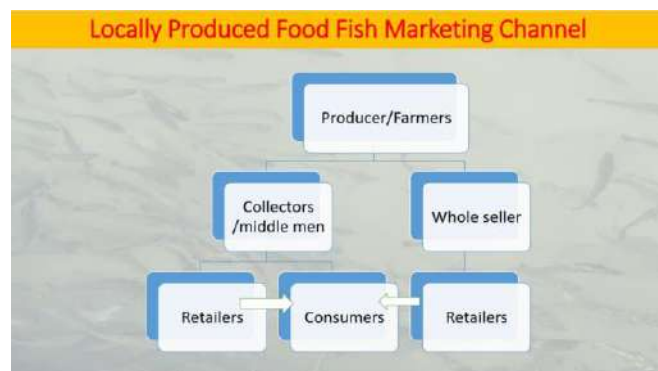 Locally Produced Food Fish Marketing Channel
Producer/Farmers
Collectors
/middle men
Whole seller
Retailers
Consumers
Retailers